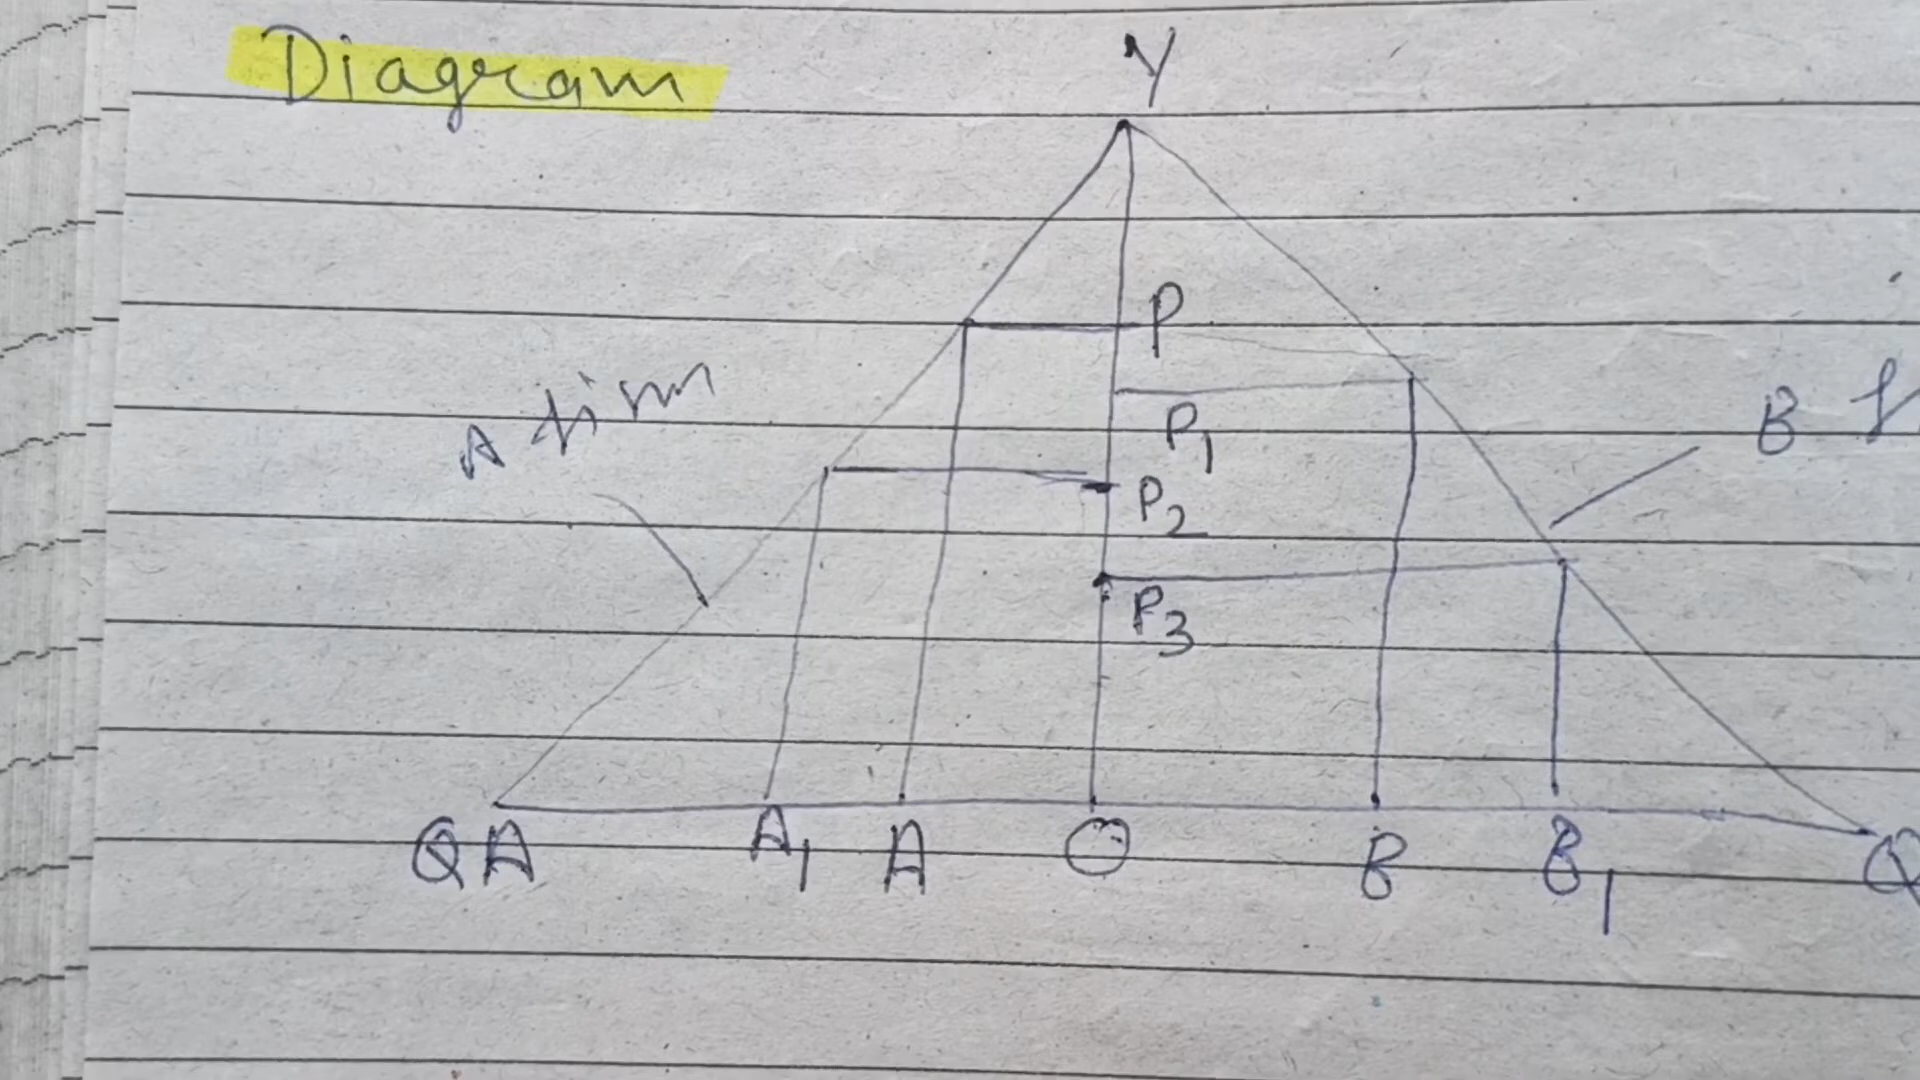 Diagram
Y
P
P1
A firm
B
P2
P3
QA A1 A O B B1 Q